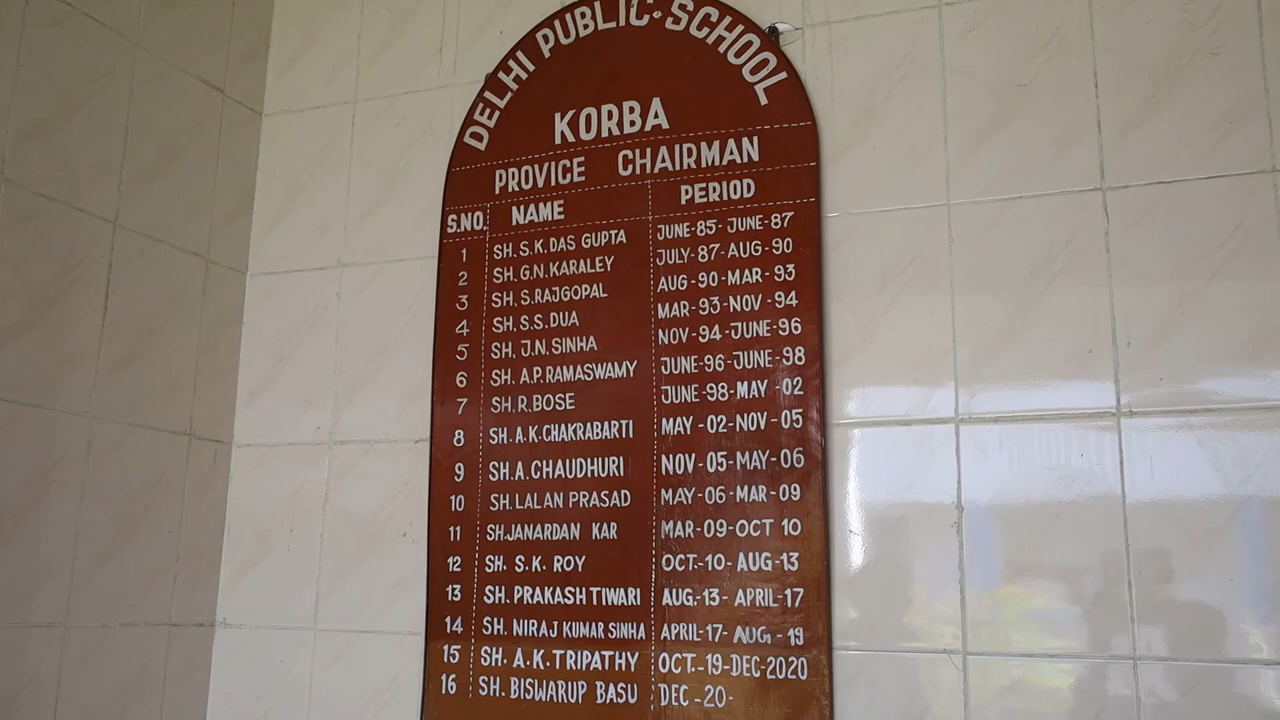 DELHI PUBLIC SCHOOL
KORBA
PROVICE CHAIRMAN
S.NO. NAME PERIOD
1 SH. S.K. DAS GUPTA JUNE-85- JUNE-87
2 SH. G.N. KARALEY JULY-87-AUG-90
3 SH. S.RAJGOPAL AUG-90-MAR-93
4 SH. S.S. DUA MAR-93-NOV-94
5 SH. J.N. SINHA NOV-94-JUNE-96
6 SH. A.P. RAMASWAMY JUNE-96-JUNE-98
7 SH. R.BOSE JUNE-98-MAY-02
8 SH. A.K.CHAKRABARTI MAY-02-NOV-05
9 SH.A.CHAUDHURI NOV-05-MAY-06
10 SH.LALAN PRASAD MAY-06-MAR-09
11 SH.JANARDAN KAR MAR-09-OCT 10
12 SH. S.K. ROY OCT-10-AUG-13
13 SH. PRAKASH TIWARI AUG.-13- APRIL-17
14 SH. NIRAJ KUMAR SINHA APRIL-17- AUG-19
15 SH. A.K.TRIPATHY OCT.-19-DEC-2020
16 SH. BISWARUP BASU DEC-20-